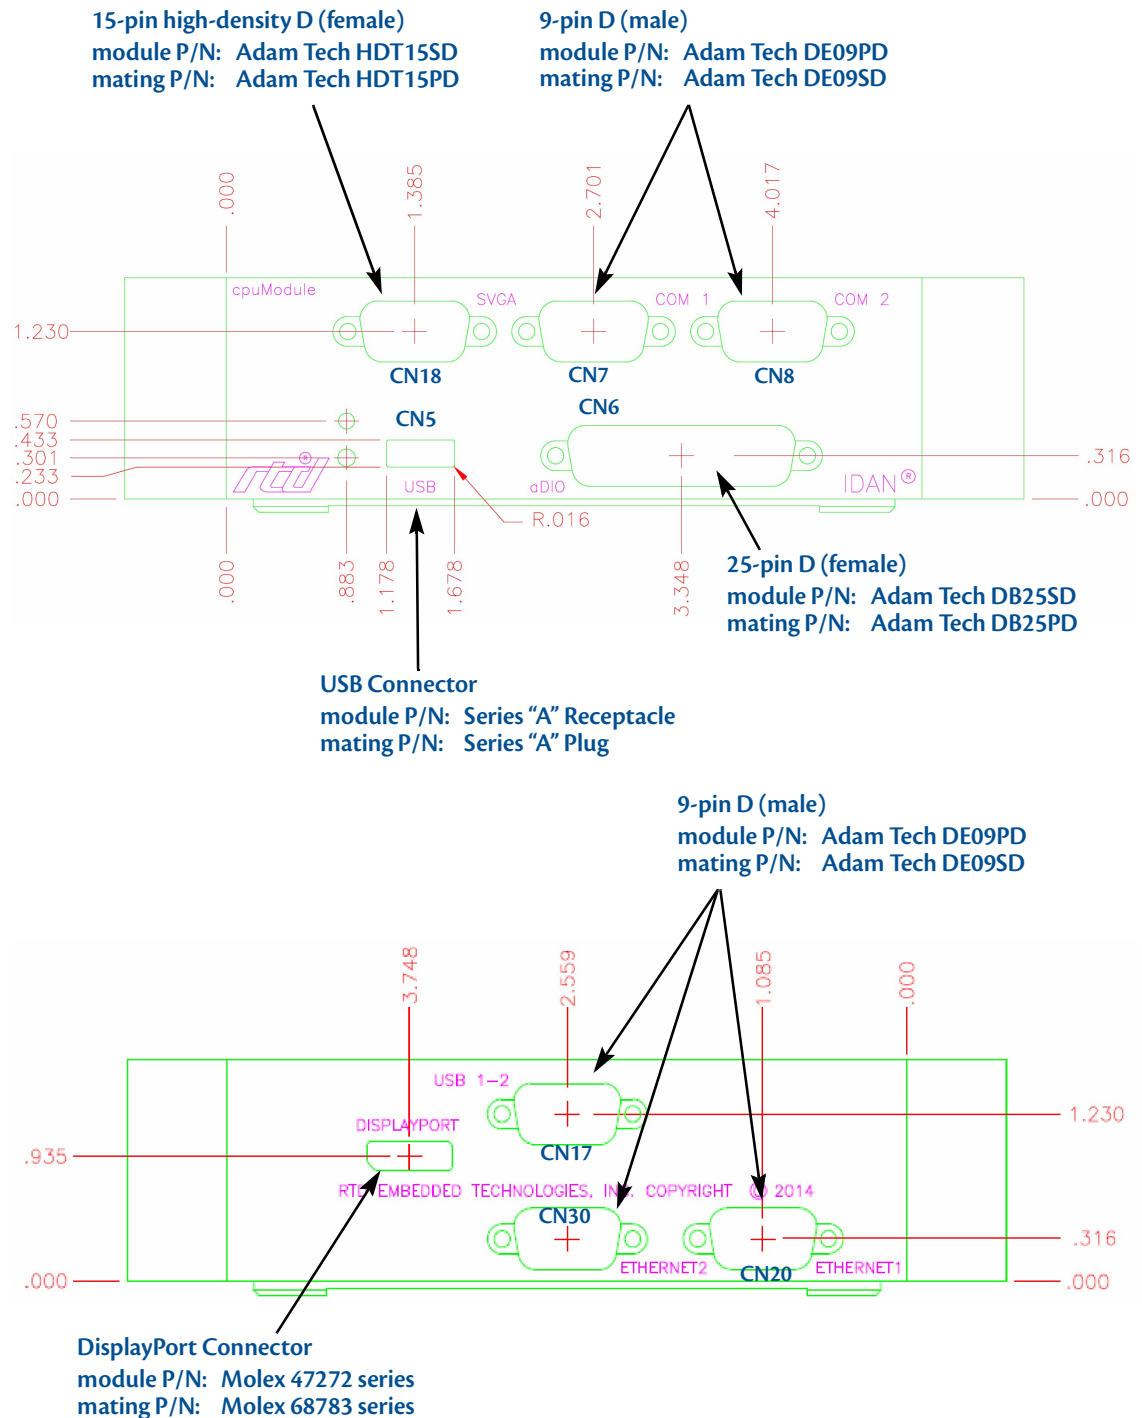 15-pin high-density D (female)
module P/N: Adam Tech HDT15SD
mating P/N: Adam Tech HDT15PD
9-pin D (male)
module P/N: Adam Tech DE09PD
mating P/N: Adam Tech DE09SD
.000
1.385
2.701
4.017
cpuModule
SVGA
COM 1
COM 2
1.230
CN18
CN7
CN8
CN5
CN6
.570
.433
.301
.233
.000
rtd®
USB
aDIO
IDAN®
.316
.000
R.016
.000
.883
1.178
1.678
3.348
25-pin D (female)
module P/N: Adam Tech DB25SD
mating P/N: Adam Tech DB25PD
USB Connector
module P/N: Series “A” Receptacle
mating P/N: Series “A” Plug
9-pin D (male)
module P/N: Adam Tech DE09PD
mating P/N: Adam Tech DE09SD
3.748
2.559
1.085
.000
USB 1-2
1.230
DISPLAYPORT
CN17
.935
RTD EMBEDDED TECHNOLOGIES, INC. COPYRIGHT © 2014
CN30
.316
ETHERNET2
CN20
ETHERNET1
.000
.000
DisplayPort Connector
module P/N: Molex 47272 series
mating P/N: Molex 68783 series